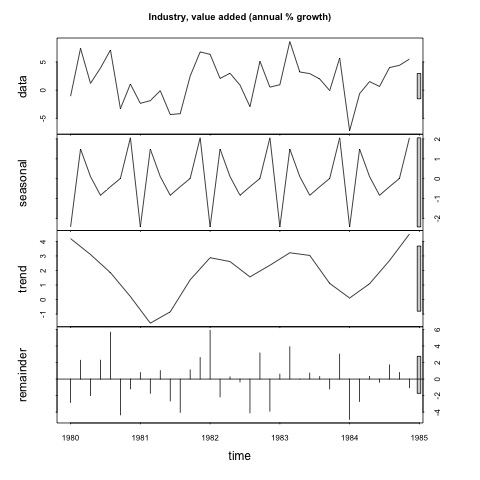 Industry, value added (annual % growth)
data
-5 0 5
seasonal
-2 -1 0 1 2
trend
-1 0 1 2 3 4
remainder
-4 -2 0 2 4 6
1980 1981 1982 1983 1984 1985
time